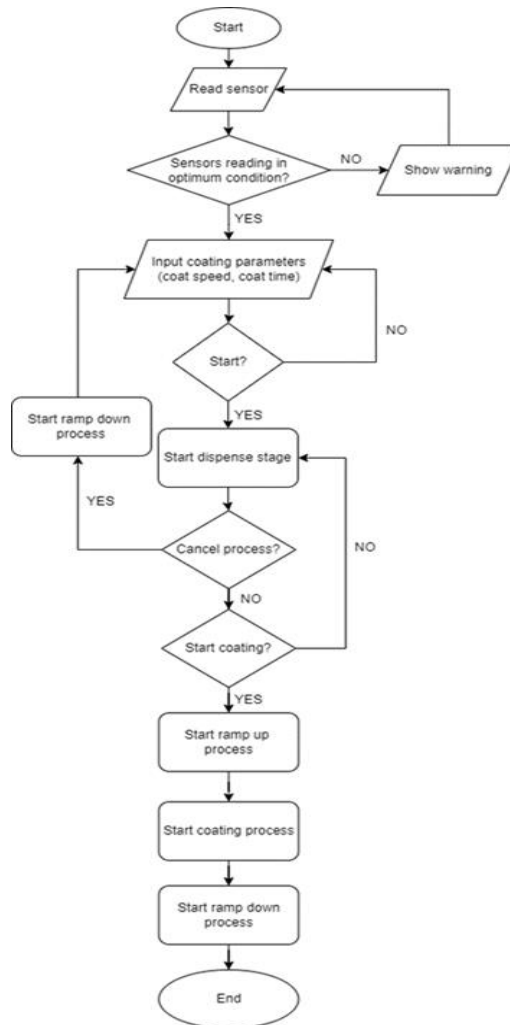 Start
Read sensor
Sensors reading in
optimum condition?
NO
Show warning
YES
Input coating parameters
(coat speed, coat time)
NO
Start?
YES
Start ramp down
process
Start dispense stage
YES
Cancel process?
NO
NO
Start coating?
YES
Start ramp up
process
Start coating process
Start ramp down
process
End